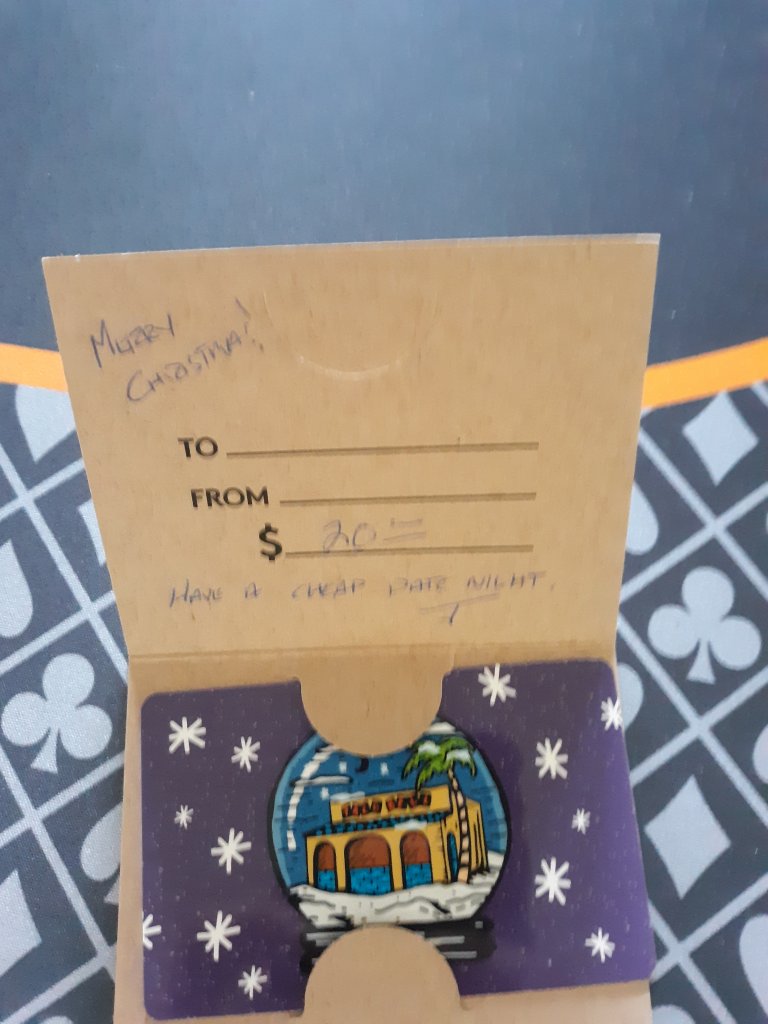 Merry
Christmas!
TO
FROM
$ 20=
HAVE A CHEAP DATE NIGHT.